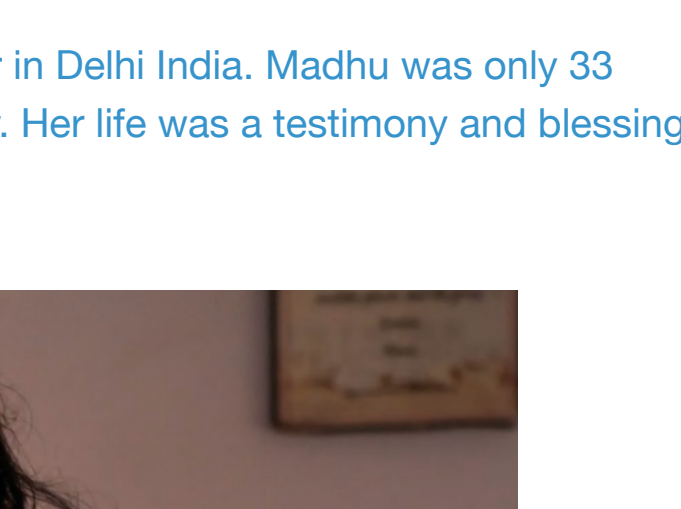 in Delhi India. Madhu was only 33
. Her life was a testimony and blessing